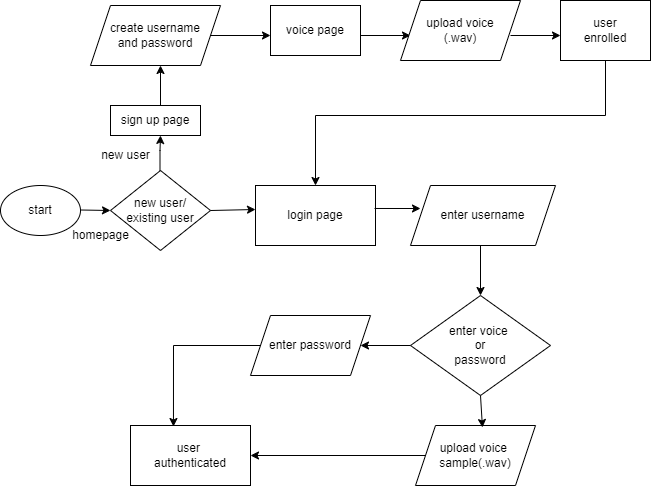 create username
and password
voice page
upload voice
(.wav)
user
enrolled
sign up page
new user
start
new user/
existing user
homepage
login page
enter username
enter voice
or
password
enter password
user
authenticated
upload voice
sample(.wav)